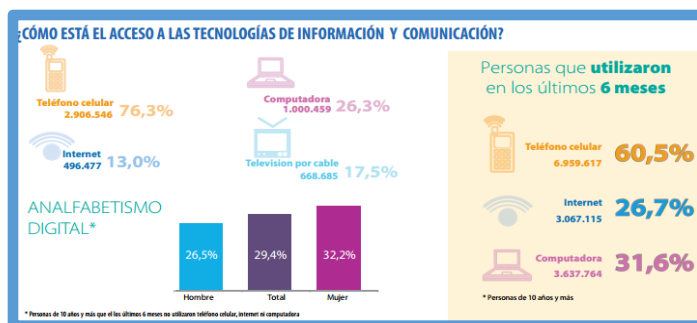 ¿CÓMO ESTÁ EL ACCESO A LAS TECNOLOGÍAS DE INFORMACIÓN Y COMUNICACIÓN?
Teléfono celular
2.906.546
76,3%
Computadora
1.000.459
26,3%
Internet
496.477
13,0%
Television por cable
668.685
17,5%
ANALFABETISMO
DIGITAL*
26,5%
29,4%
32,2%
Hombre
Total
Mujer
* Personas de 10 años y más que el los últimos 6 meses no utilizaron teléfono celular, internet ni computadora
Personas que utilizaron
en los últimos 6 meses
Teléfono celular
6.959.617
60,5%
Internet
3.067.115
26,7%
Computadora
3.637.764
31,6%
* Personas de 10 años y más